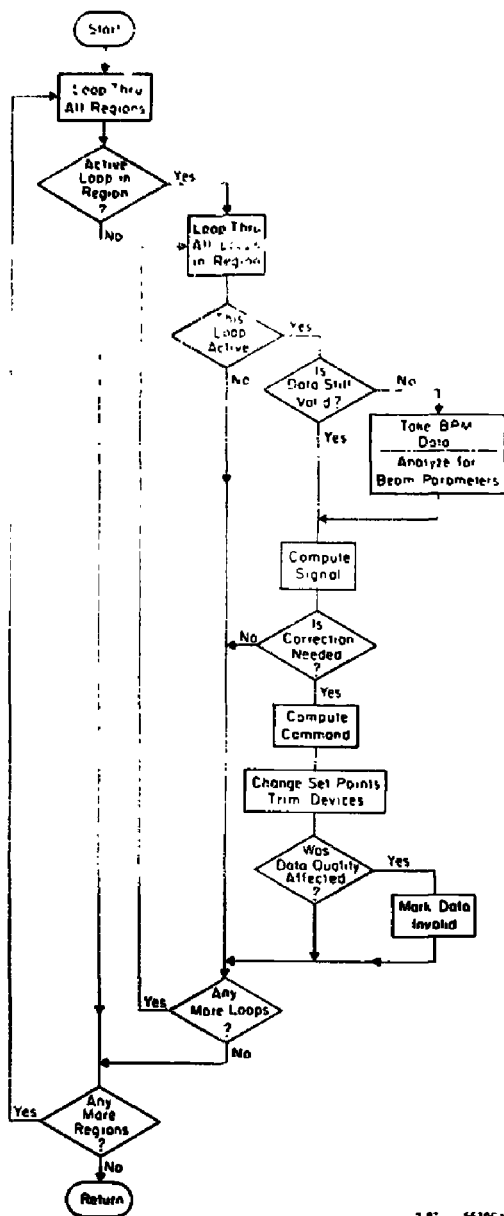 Start
Loop Thru
All Regions
Active
Loop in
Region
?
Yes
No
Loop Thru
All Loops
in Region
This
Loop
Active
Yes
No
Is
Data Still
Valid?
No
Yes
Take BPM
Data
Analyze for
Beam Parameters
Compute
Signal
Is
Correction
Needed
?
No
Yes
Compute
Command
Change Set Points
Trim Devices
Was
Data Quality
Affected
?
Yes
Mark Data
Invalid
Any
More Loops
?
Yes
No
Any
More
Regions
?
Yes
No
Return